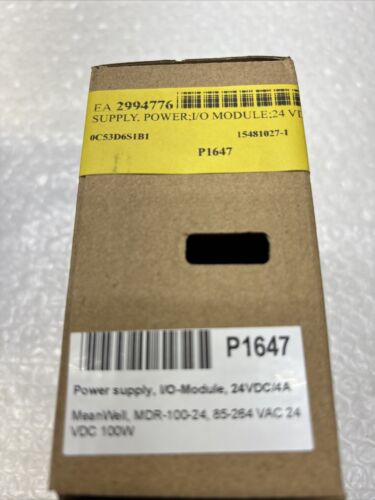 EA 2994776
SUPPLY, POWER;I/O MODULE;24 VD
0C53D6S1B1 15481027-1
P1647
P1647
Power supply, I/O-Module, 24VDC/4A
MeanWell, MDR-100-24, 85-264 VAC 24
VDC 100W